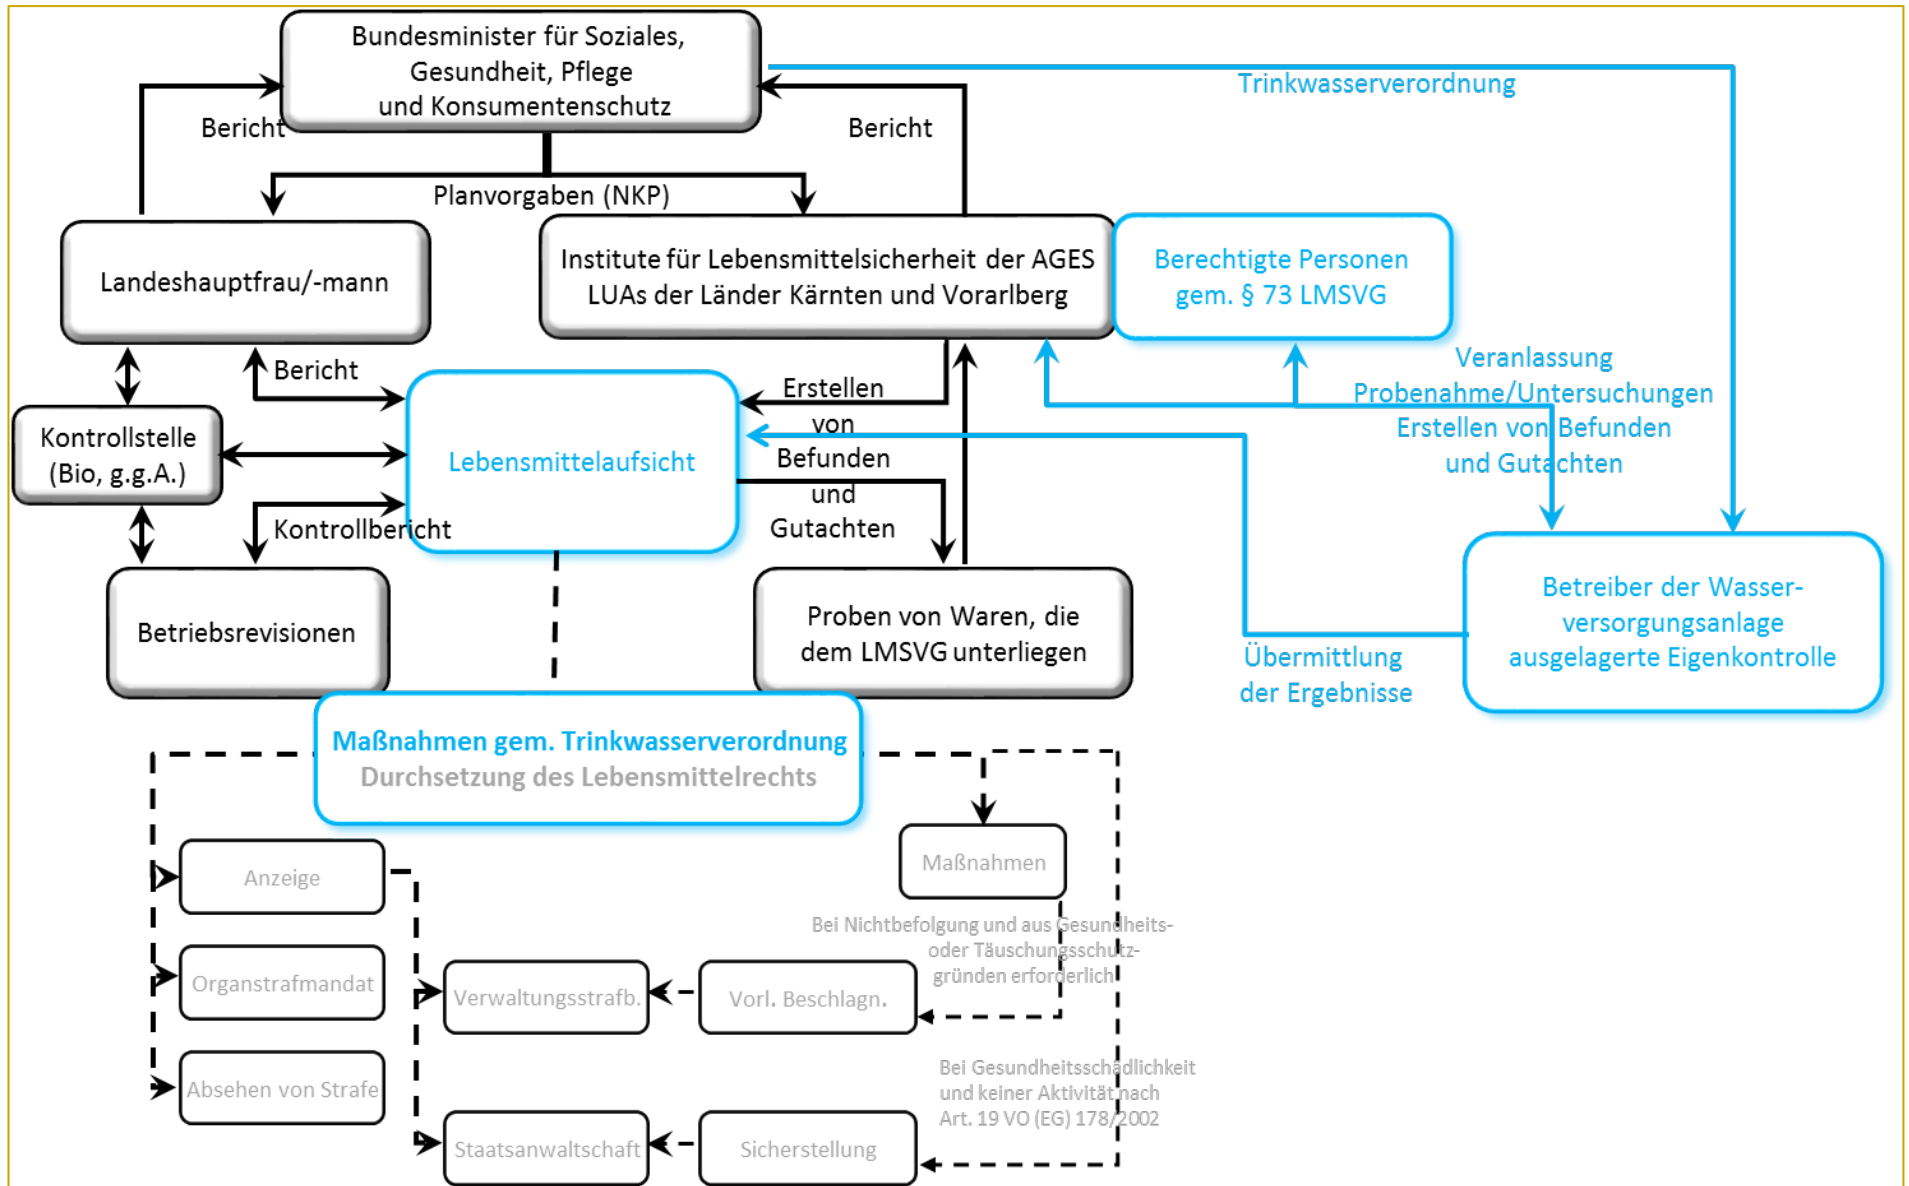 Bundesminister für Soziales,
Gesundheit, Pflege
und Konsumentenschutz
Trinkwasserverordnung
Bericht
Bericht
Planvorgaben (NKP)
Landeshauptfrau/-mann
Institute für Lebensmittelsicherheit der AGES
LUAs der Länder Kärnten und Vorarlberg
Berechtigte Personen
gem. § 73 LMSVG
Bericht
Erstellen
von
Befunden
und
Gutachten
Veranlassung
Probenahme/Untersuchungen
Erstellen von Befunden
und Gutachten
Kontrollstelle
(Bio, g.g.A.)
Lebensmittelaufsicht
Kontrollbericht
Betriebsrevisionen
Proben von Waren, die
dem LMSVG unterliegen
Betreiber der Wasser-
versorgungsanlage
ausgelagerte Eigenkontrolle
Übermittlung
der Ergebnisse
Maßnahmen gem. Trinkwasserverordnung
Durchsetzung des Lebensmittelrechts
Anzeige
Maßnahmen
Bei Nichtbefolgung und aus Gesundheits-
oder Täuschungsschutz-
gründen erforderlich
Organstrafmandat
Verwaltungsstrafb.
Vorl. Beschlagn.
Absehen von Strafe
Bei Gesundheitsschädlichkeit
und keiner Aktivität nach
Art. 19 VO (EG) 178/2002
Staatsanwaltschaft
Sicherstellung